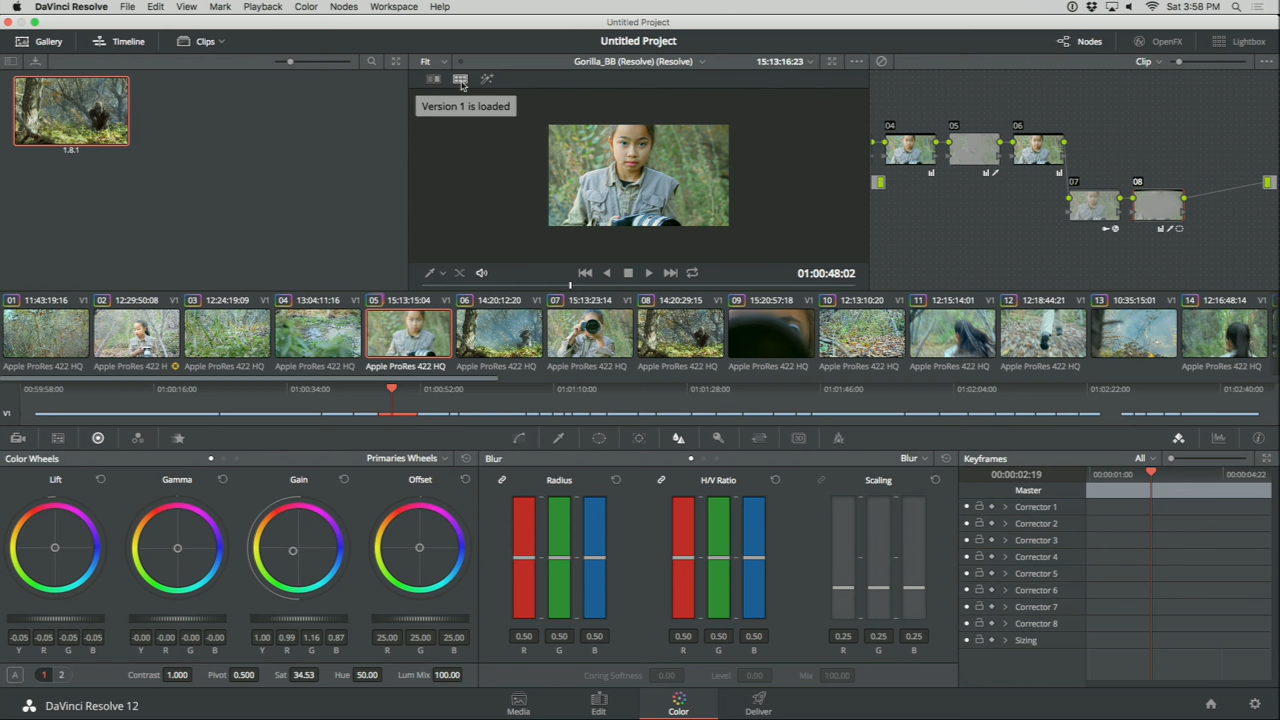 DaVinci Resolve File Edit View Mark Playback Color Nodes Workspace Help Sat 3:58 PM
Untitled Project
Gallery Timeline Clips Untitled Project Nodes OpenFX Lightbox
Fit Gorilla_BB (Resolve) (Resolve) 15:13:16:23 Clip
Version 1 is loaded
1.8.1
04 05 06
07 08
01:00:48:02
01 11:43:19:16 V1 02 12:29:50:08 V1 03 12:24:19:09 V1 04 13:04:11:16 V1 05 15:13:15:04 V1 06 14:20:12:20 V1 07 15:13:23:14 V1 08 14:20:29:15 V1 09 15:20:57:18 V1 10 12:13:10:20 V1 11 12:15:14:01 V1 12 12:18:44:21 V1 13 10:35:15:01 V1 14 12:16:48:14 V1
Apple ProRes 422 HQ Apple ProRes 422 H Apple ProRes 422 HQ Apple ProRes 422 HQ Apple ProRes 422 HQ Apple ProRes 422 HQ Apple ProRes 422 HQ Apple ProRes 422 HQ Apple ProRes 422 HQ Apple ProRes 422 HQ Apple ProRes 422 HQ Apple ProRes 422 HQ Apple ProRes 422 HQ Apple ProRes 422 HQ
00:59:58:00 01:00:16:00 01:00:34:00 01:00:52:00 01:01:10:00 01:01:28:00 01:01:46:00 01:02:04:00 01:02:22:00 01:02:40:00
V1
3D
Color Wheels Primaries Wheels Blur Blur Keyframes All
Lift Gamma Gain Offset Radius H/V Ratio Scaling 00:00:02:19 00:00:01:00 00:00:04:22
Master
Corrector 1
Corrector 2
Corrector 3
Corrector 4
Corrector 5
Corrector 6
Corrector 7
Corrector 8
Sizing
-0.05 -0.05 -0.05 -0.05 -0.00 -0.00 -0.00 -0.00 1.00 0.99 1.16 0.87 25.00 25.00 25.00 0.50 0.50 0.50 0.50 0.50 0.50 0.25 0.25 0.25
Y R G B Y R G B Y R G B R G B R G B R G B R G B
A 1 2 Contrast 1.000 Pivot 0.500 Sat 34.53 Hue 50.00 Lum Mix 100.00 Coring Softness 0.00 Level 0.00 Mix 100.00
DaVinci Resolve 12 Media Edit Color Deliver